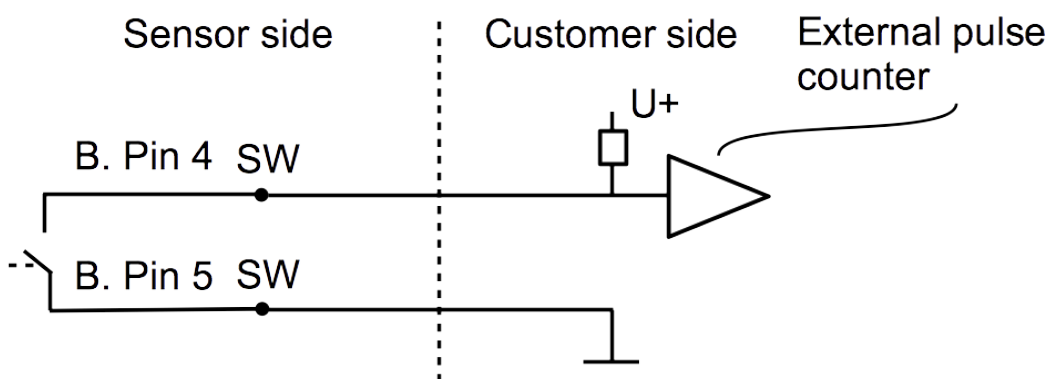 Sensor side
Customer side
External pulse
counter
U+
B. Pin 4 SW
B. Pin 5 SW